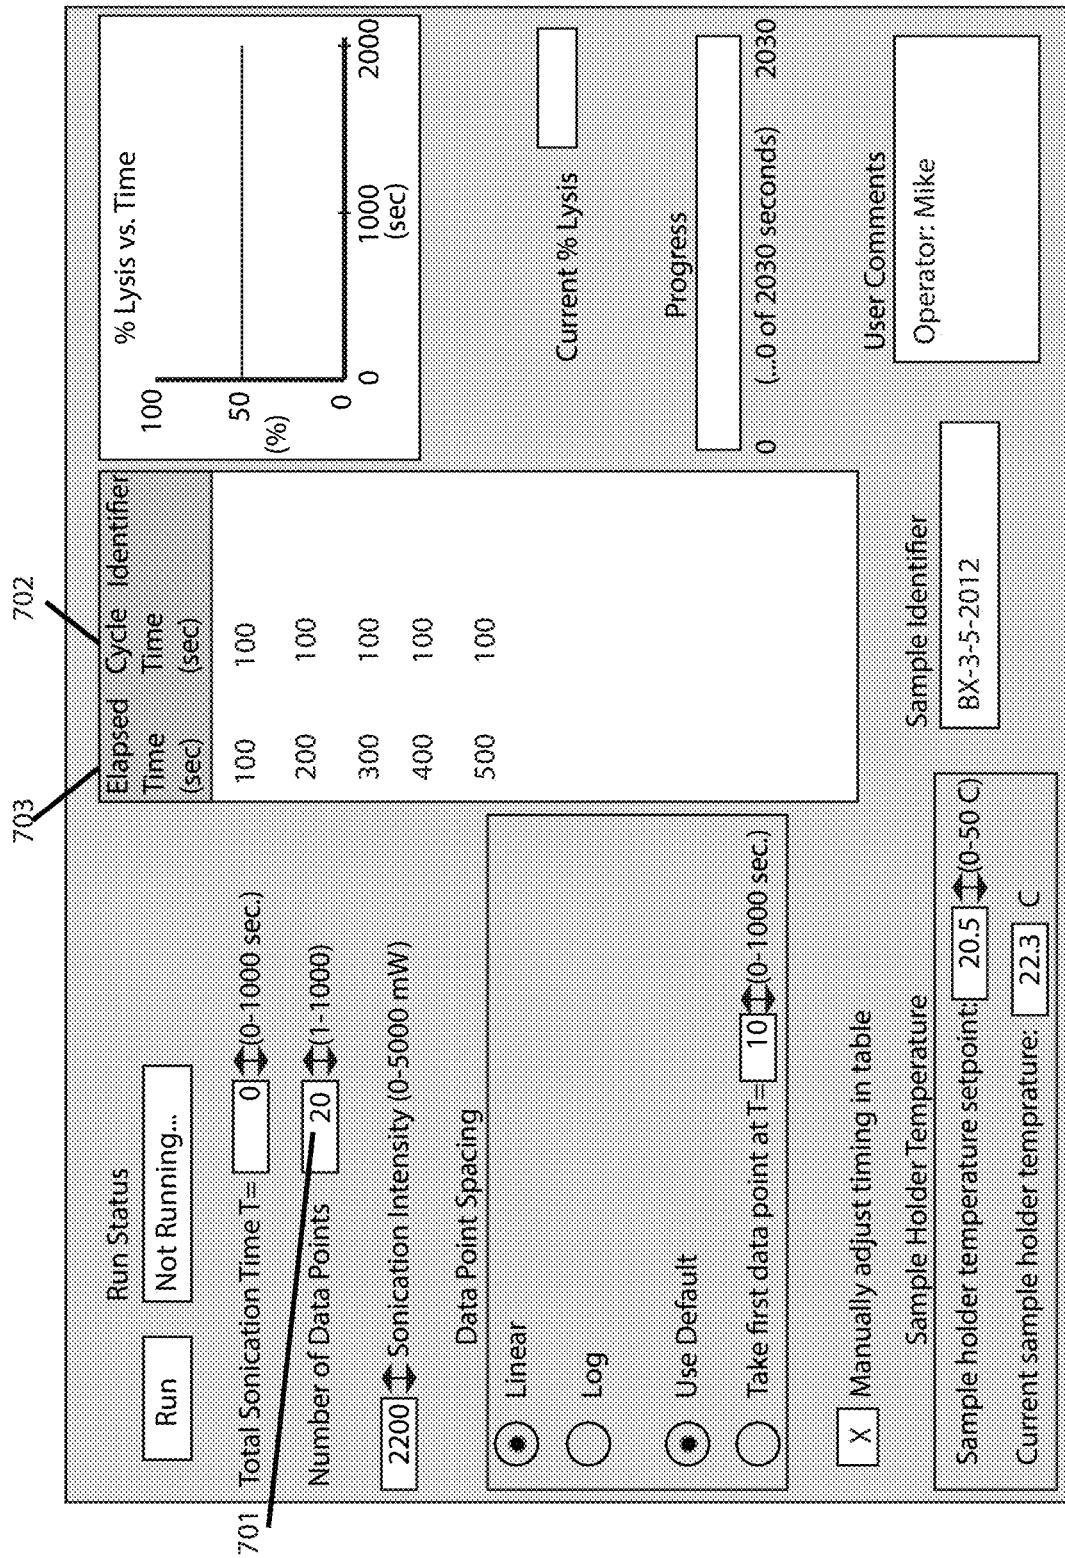 703
702
701
Run Status
Run
Not Running...
Total Sonication Time T= 0 (0-1000 sec.)
Number of Data Points 20 (1-1000)
2200 Sonication Intensity (0-5000 mW)
Data Point Spacing
Linear
Log
Use Default
Take first data point at T= 10 (0-1000 sec.)
X Manually adjust timing in table
Sample Holder Temperature
Sample holder temperature setpoint: 20.5 (0-50 C)
Current sample holder temprature: 22.3 C
Elapsed Cycle Identifier
Time Time
(sec) (sec)
100 100
200 100
300 100
400 100
500 100
Sample Identifier
BX-3-5-2012
% Lysis vs. Time
100
50
(%)
0
0 1000 2000
(sec)
Current % Lysis
Progress
0 (...0 of 2030 seconds) 2030
User Comments
Operator: Mike